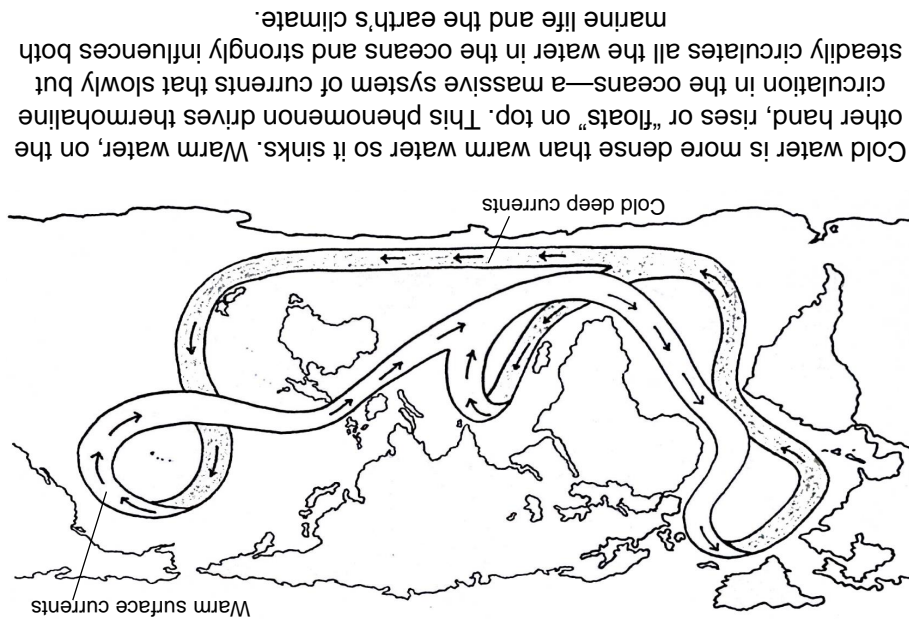 Warm surface currents
Cold deep currents
Cold water is more dense than warm water so it sinks. Warm water, on the
other hand, rises or “floats” on top. This phenomenon drives thermohaline
circulation in the oceans—a massive system of currents that slowly but
steadily circulates all the water in the oceans and strongly influences both
marine life and the earth’s climate.